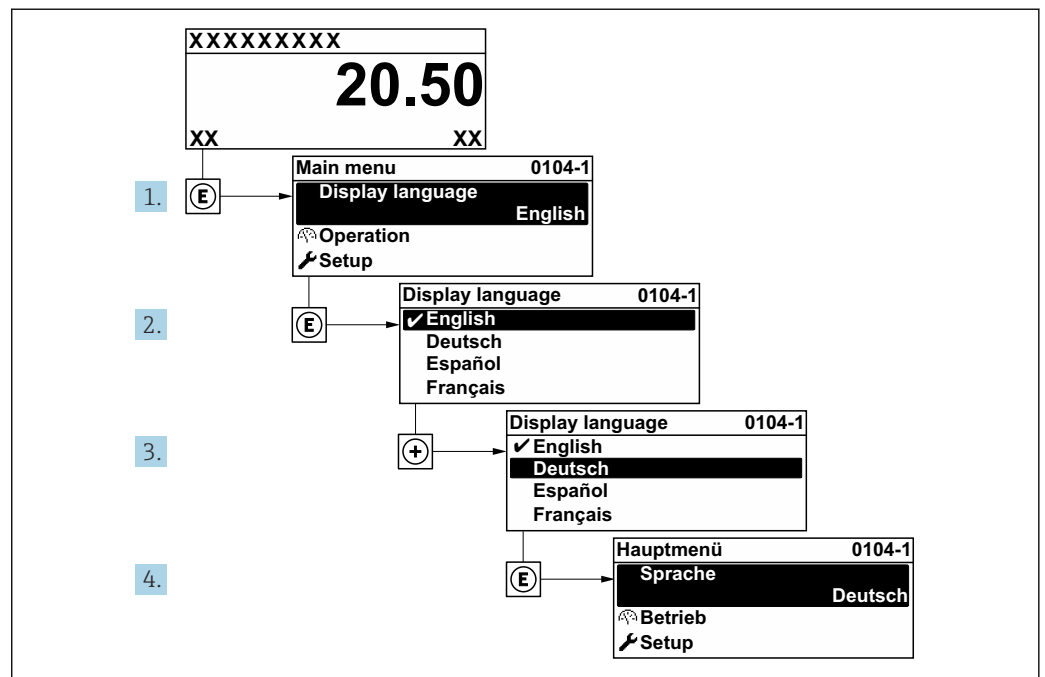 XXXXXXXXX
20.50
XX XX
1. E
Main menu 0104-1
Display language
English
Operation
Setup
2. E
Display language 0104-1
✔English
Deutsch
Español
Français
3. +
Display language 0104-1
✔English
Deutsch
Español
Français
4. E
Hauptmenü 0104-1
Sprache
Deutsch
Betrieb
Setup